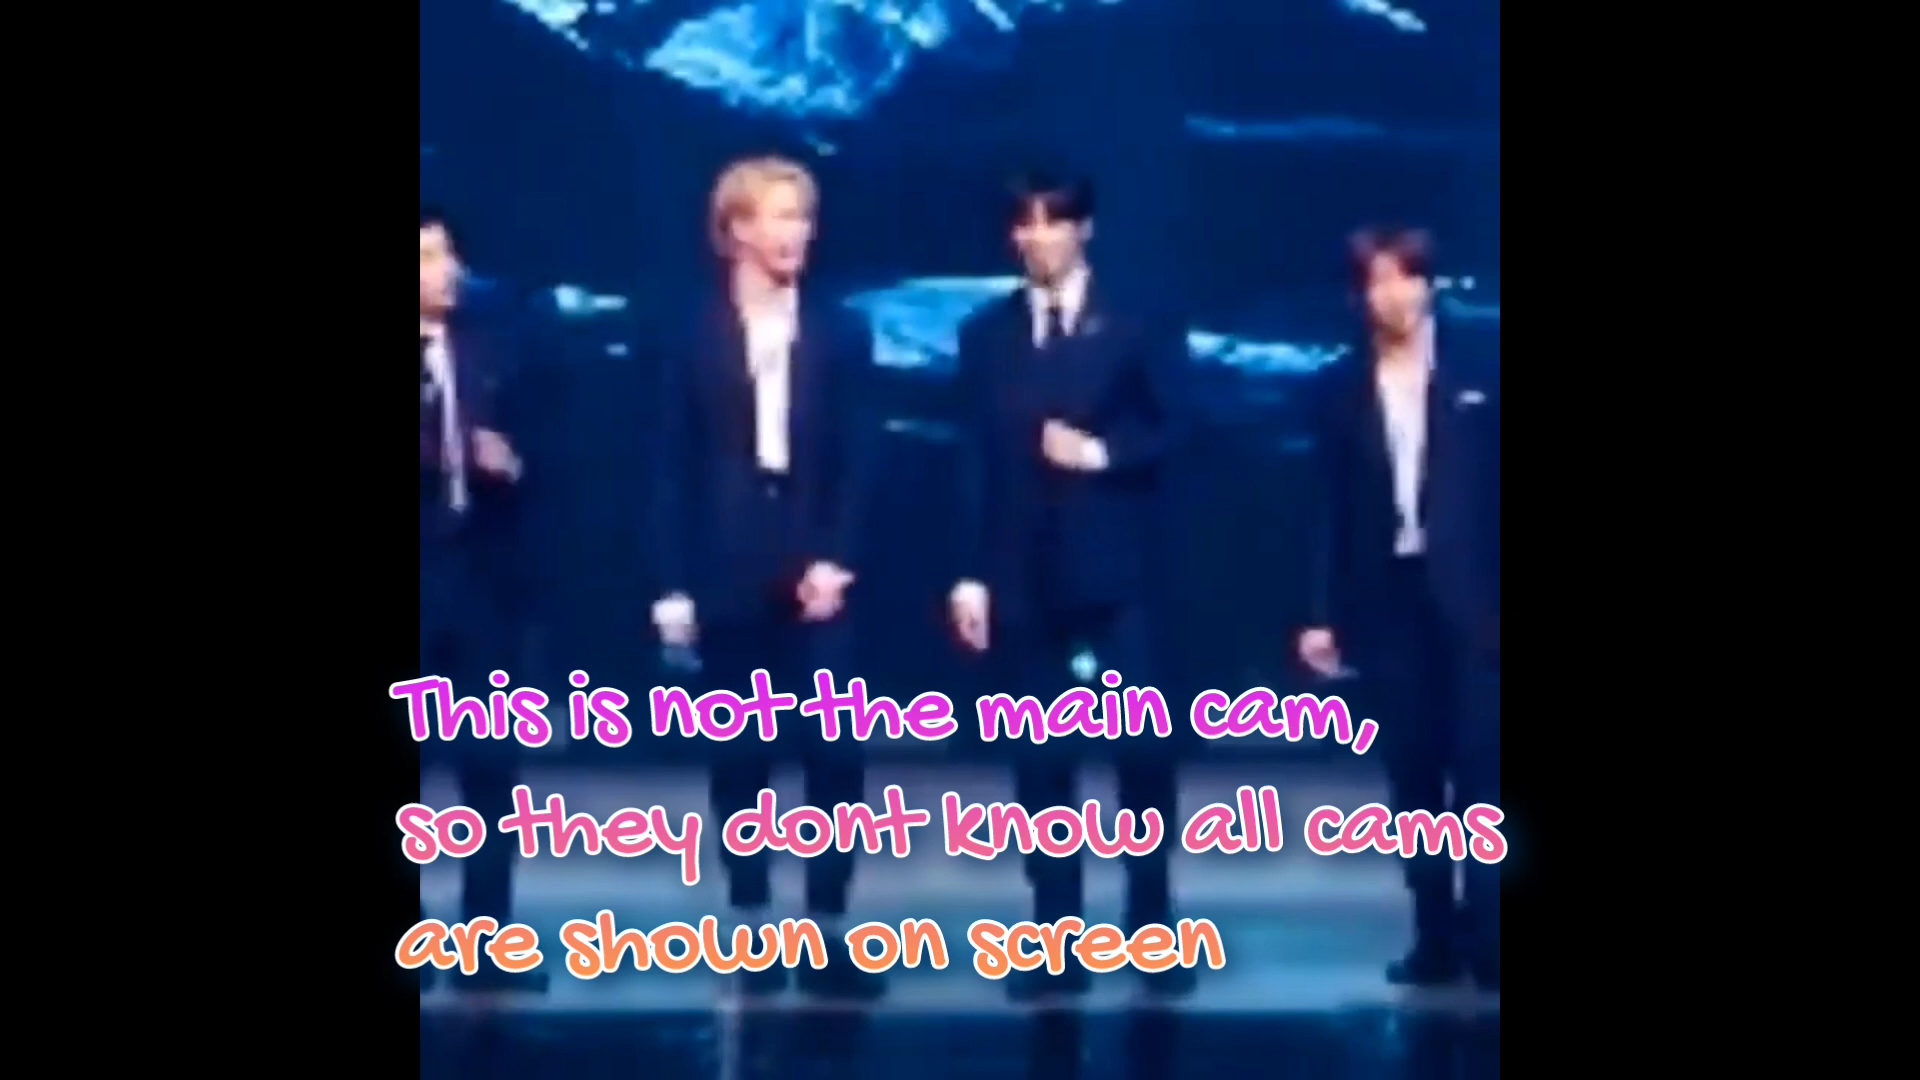 This is not the main cam,
so they dont know all cams
are shown on screen